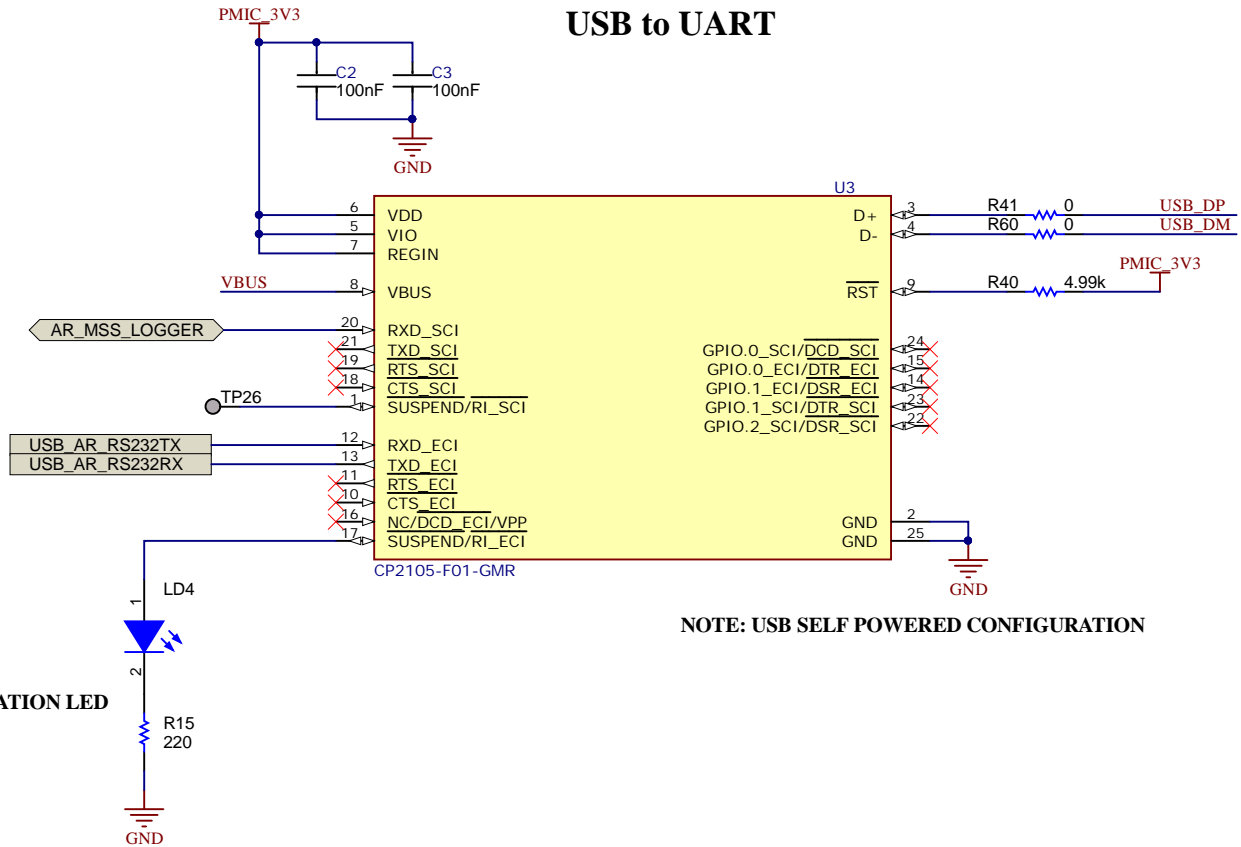 USB to UART
PMIC_3V3
C2
100nF
C3
100nF
GND
U3
6 VDD
5 VIO
7 REGIN
8 VBUS
VBUS
AR_MSS_LOGGER
20 RXD_SCI
21 TXD_SCI
19 RTS_SCI
18 CTS_SCI
TP26
1 SUSPEND/RI_SCI
USB_AR_RS232TX
12 RXD_ECI
USB_AR_RS232RX
13 TXD_ECI
11 RTS_ECI
10 CTS_ECI
16 NC/DCD_ECI/VPP
17 SUSPEND/RI_ECI
CP2105-F01-GMR
D+ 3 R41 0 USB_DP
D- 4 R60 0 USB_DM
PMIC_3V3
RST 9 R40 4.99k
GPIO.0_SCI/DCD_SCI 24
GPIO.0_ECI/DTR_ECI 15
GPIO.1_ECI/DSR_ECI 14
GPIO.1_SCI/DTR_SCI 23
GPIO.2_SCI/DSR_SCI 22
GND 2
GND 25
GND
NOTE: USB SELF POWERED CONFIGURATION
LD4
1
2
ATION LED
R15
220
GND